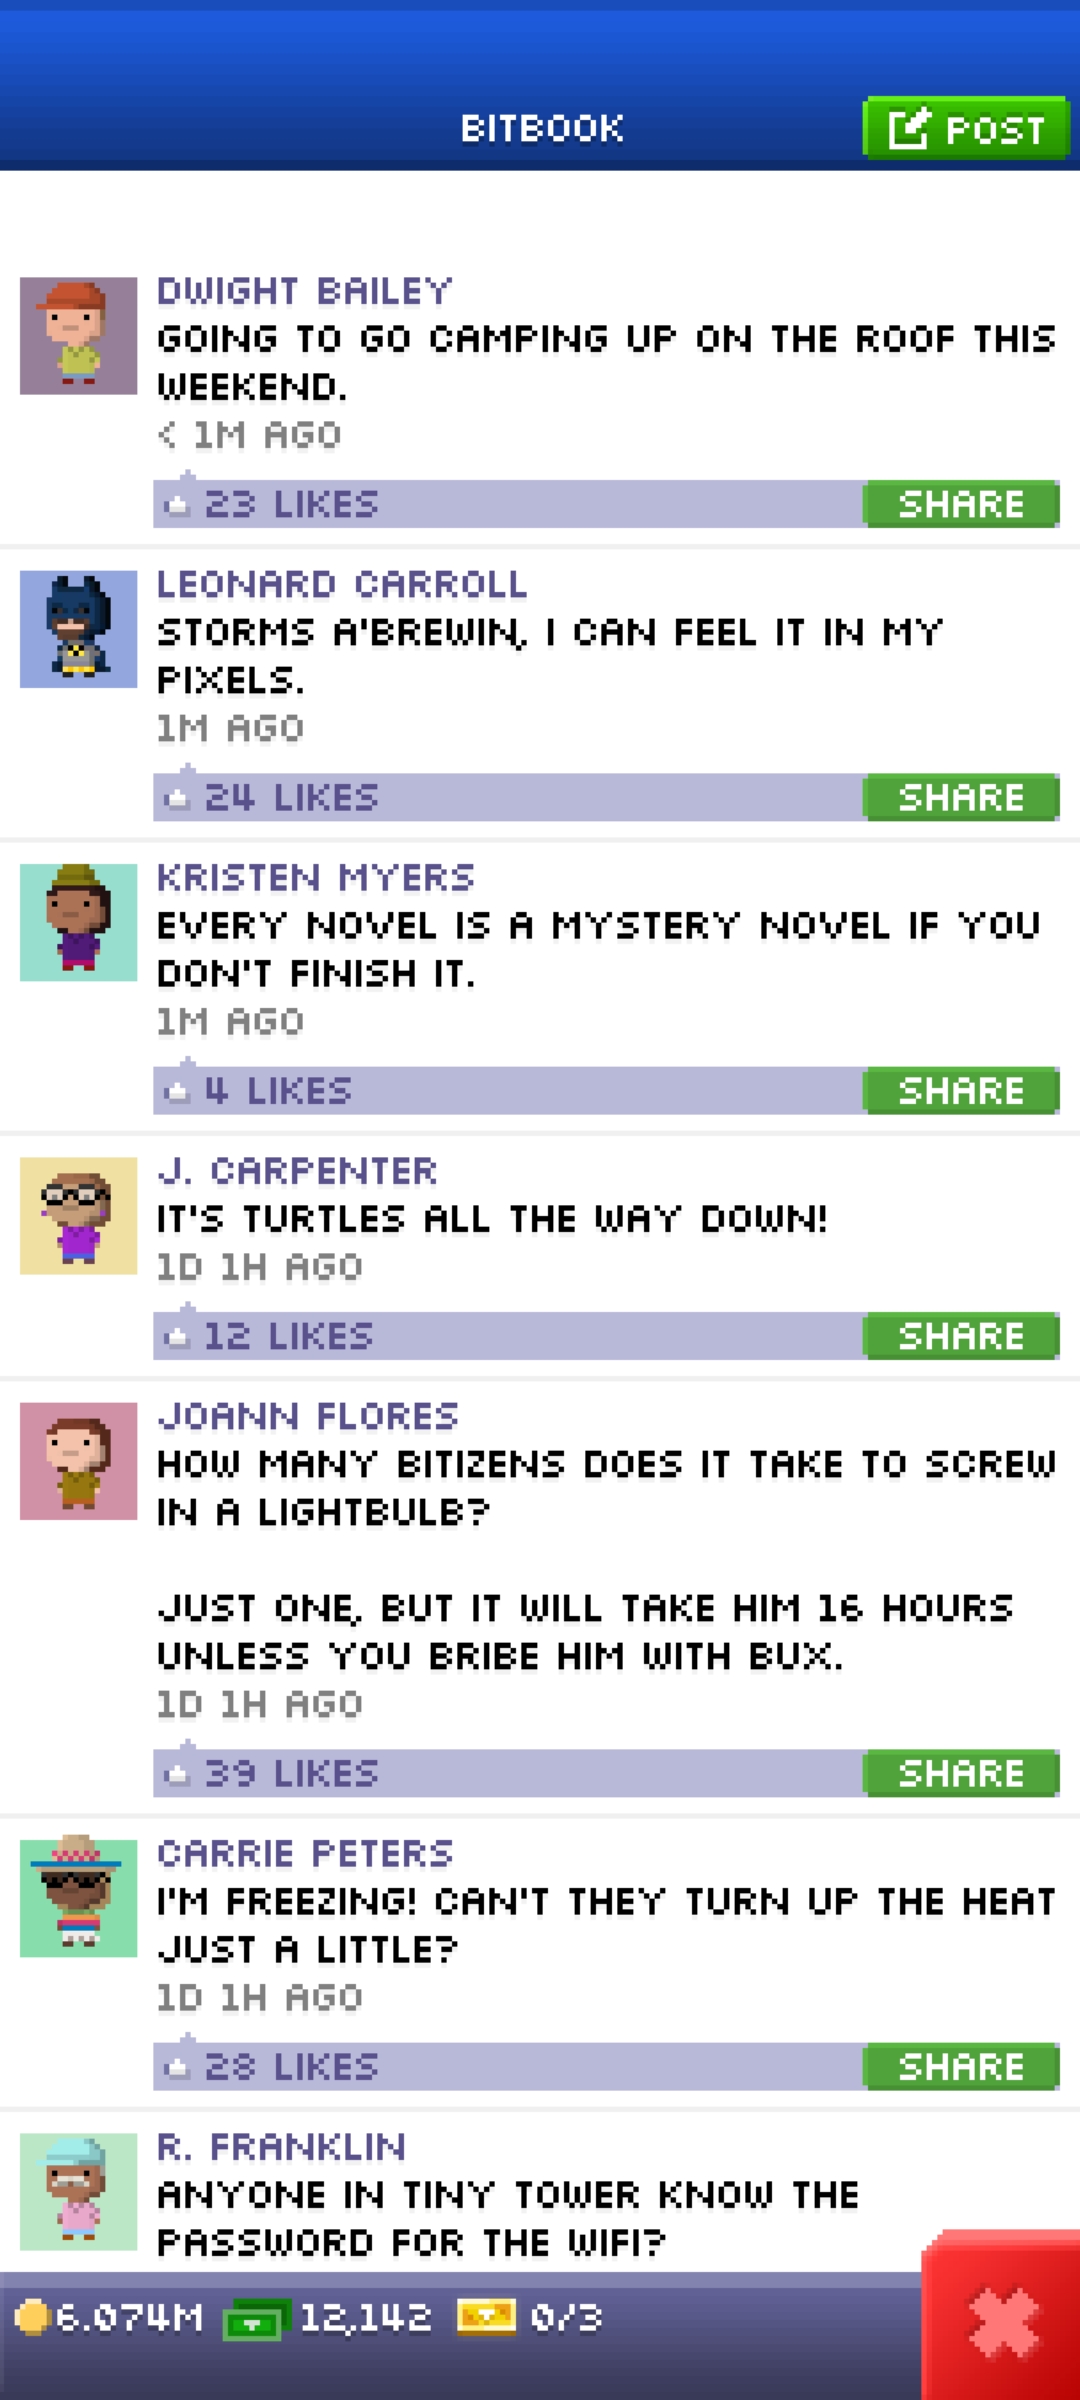 BITBOOK
POST
DWIGHT BAILEY
GOING TO GO CAMPING UP ON THE ROOF THIS
WEEKEND.
< 1M AGO
23 LIKES
SHARE
LEONARD CARROLL
STORMS A'BREWIN, I CAN FEEL IT IN MY
PIXELS.
1M AGO
24 LIKES
SHARE
KRISTEN MYERS
EVERY NOVEL IS A MYSTERY NOVEL IF YOU
DON'T FINISH IT.
1M AGO
4 LIKES
SHARE
J. CARPENTER
IT'S TURTLES ALL THE WAY DOWN!
1D 1H AGO
12 LIKES
SHARE
JOANN FLORES
HOW MANY BITIZENS DOES IT TAKE TO SCREW
IN A LIGHTBULB?
JUST ONE, BUT IT WILL TAKE HIM 16 HOURS
UNLESS YOU BRIBE HIM WITH BUX.
1D 1H AGO
39 LIKES
SHARE
CARRIE PETERS
I'M FREEZING! CAN'T THEY TURN UP THE HEAT
JUST A LITTLE?
1D 1H AGO
28 LIKES
SHARE
R. FRANKLIN
ANYONE IN TINY TOWER KNOW THE
PASSWORD FOR THE WIFI?
6.074M 12,142 0/3